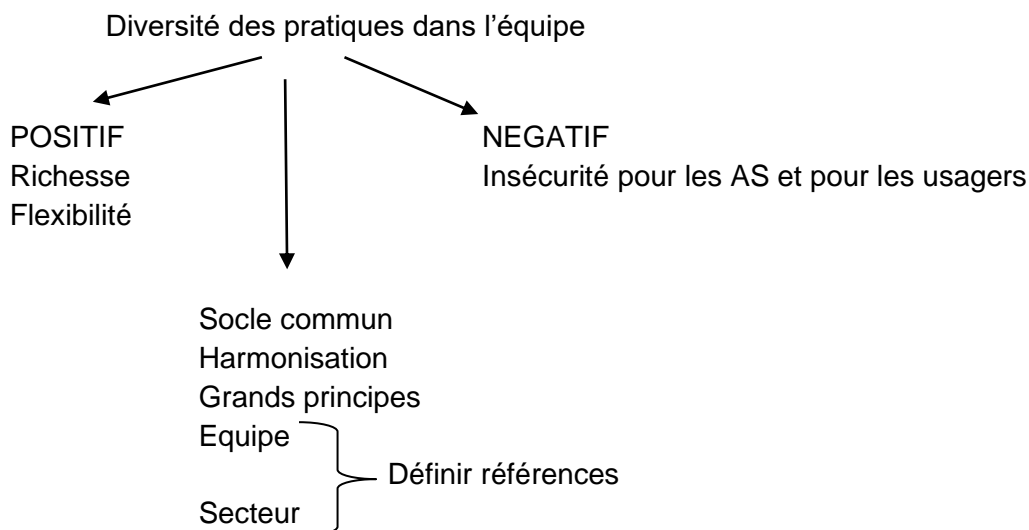 Diversité des pratiques dans l’équipe
POSITIF
Richesse
Flexibilité
NEGATIF
Insécurité pour les AS et pour les usagers
Socle commun
Harmonisation
Grands principes
Equipe
Définir références
Secteur